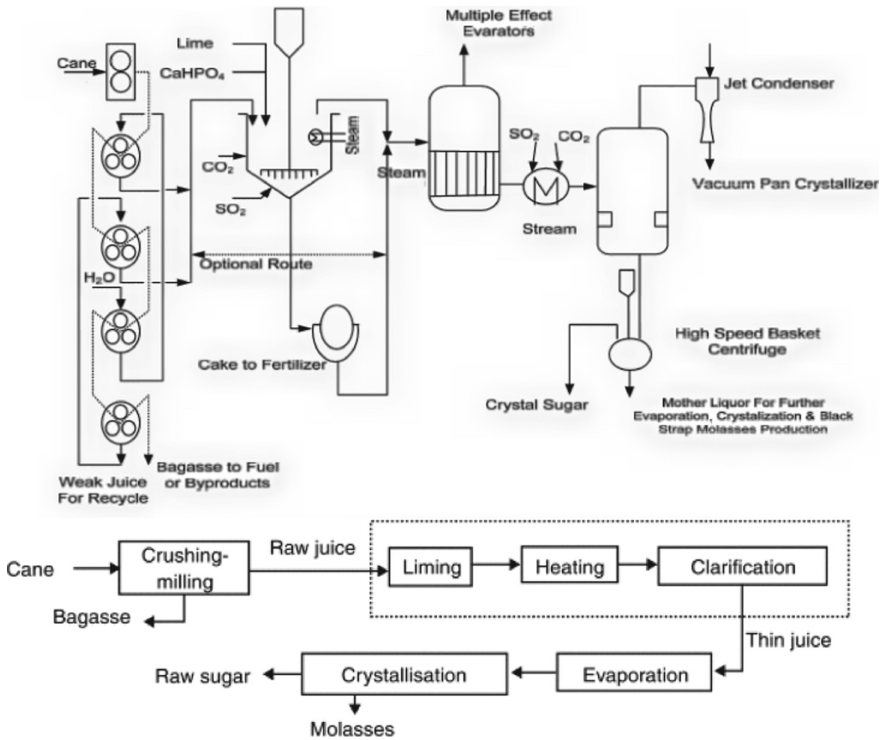 Multiple Effect
Evarators
Lime
CaHPO₄
Cane
Jet Condenser
Steam
SO₂
CO₂
CO₂
Steam
Vacuum Pan Crystallizer
SO₂
Stream
Optional Route
H₂O
High Speed Basket
Centrifuge
Cake to Fertilizer
Crystal Sugar
Mother Liquor For Further
Evaporation, Crystalization & Black
Strap Molasses Production
Weak Juice
For Recycle
Bagasse to Fuel
or Byproducts
Cane
Crushing-
milling
Raw juice
Liming
Heating
Clarification
Bagasse
Thin juice
Raw sugar
Crystallisation
Evaporation
Molasses